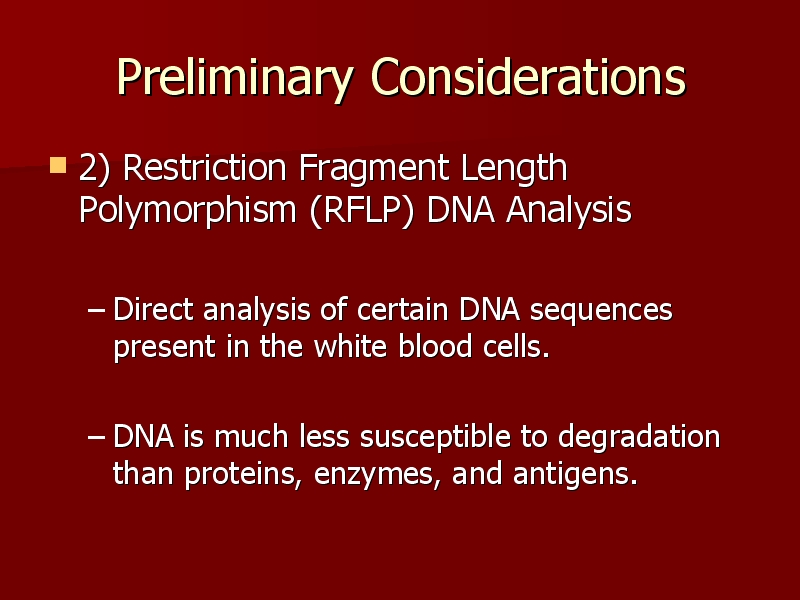 Preliminary Considerations
2) Restriction Fragment Length
Polymorphism (RFLP) DNA Analysis
– Direct analysis of certain DNA sequences
present in the white blood cells.
– DNA is much less susceptible to degradation
than proteins, enzymes, and antigens.